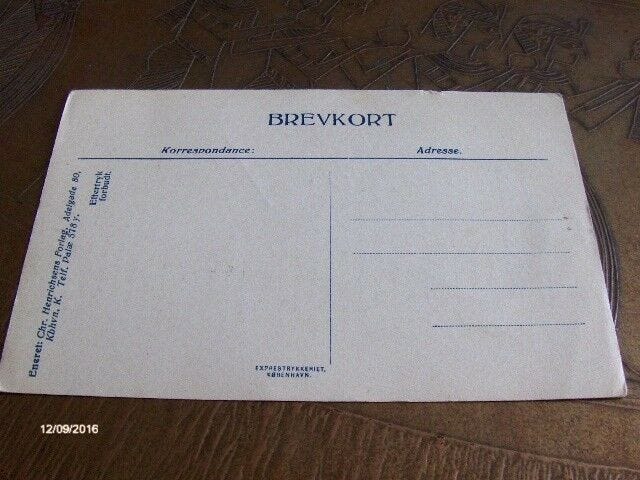 BREVKORT
Korrespondance:
Adresse.
Eneret: Chr. Henrichsens Forlag, Adelgade 80,
Kbhvn. K. Telf. Palæ 578 y.
Eftertryk
forbudt.
EXPRESTRYKKERIET,
KØBENHAVN.
12/09/2016